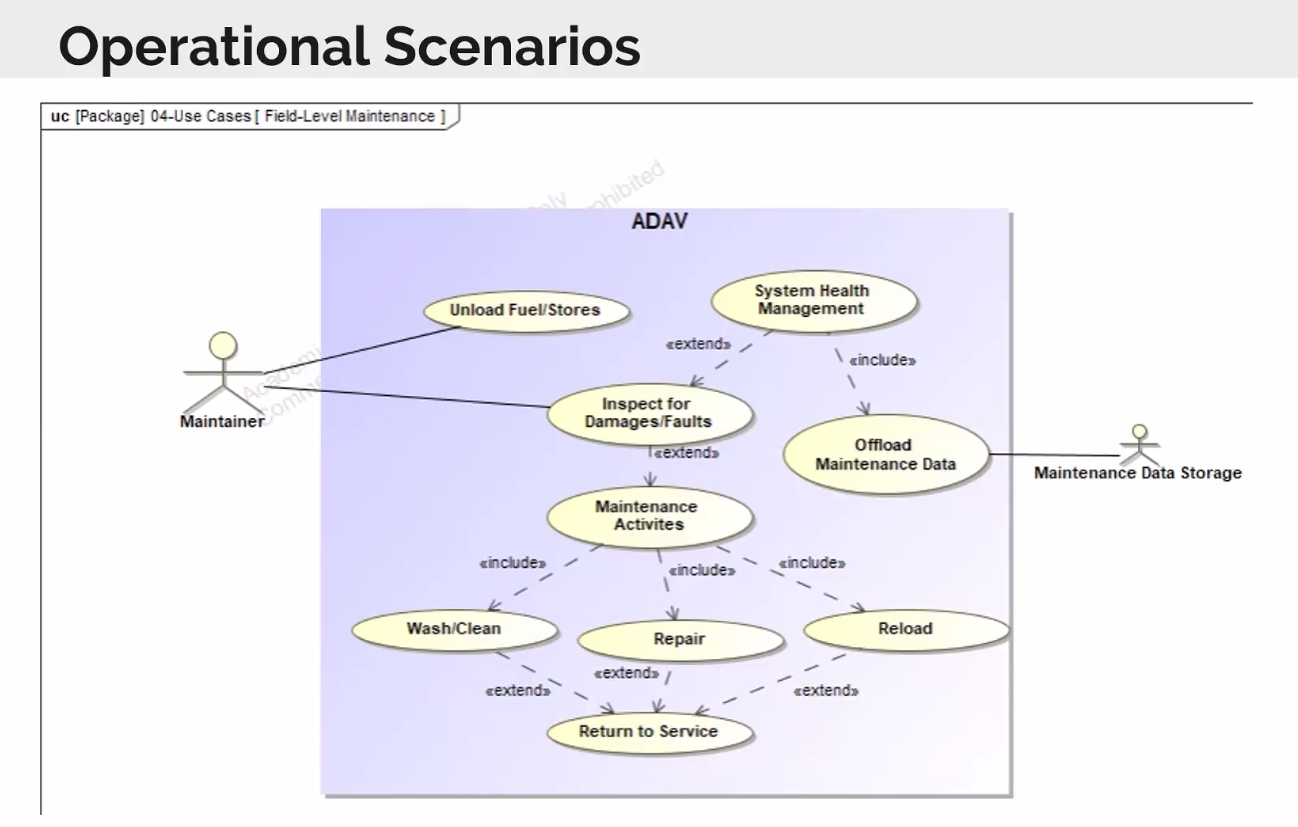 Operational Scenarios
uc [Package] 04-Use Cases [ Field-Level Maintenance ]
hibited
ADAV
System Health
Management
Unload Fuel/Stores
«extend»
«include»
Maintainer
Inspect for
Damages/Faults
«extend»
Offload
Maintenance Data
Maintenance Data Storage
Maintenance
Activites
«include»
«include»
«include»
Wash/Clean
Repair
Reload
«extend»
«extend»
«extend»
Return to Service